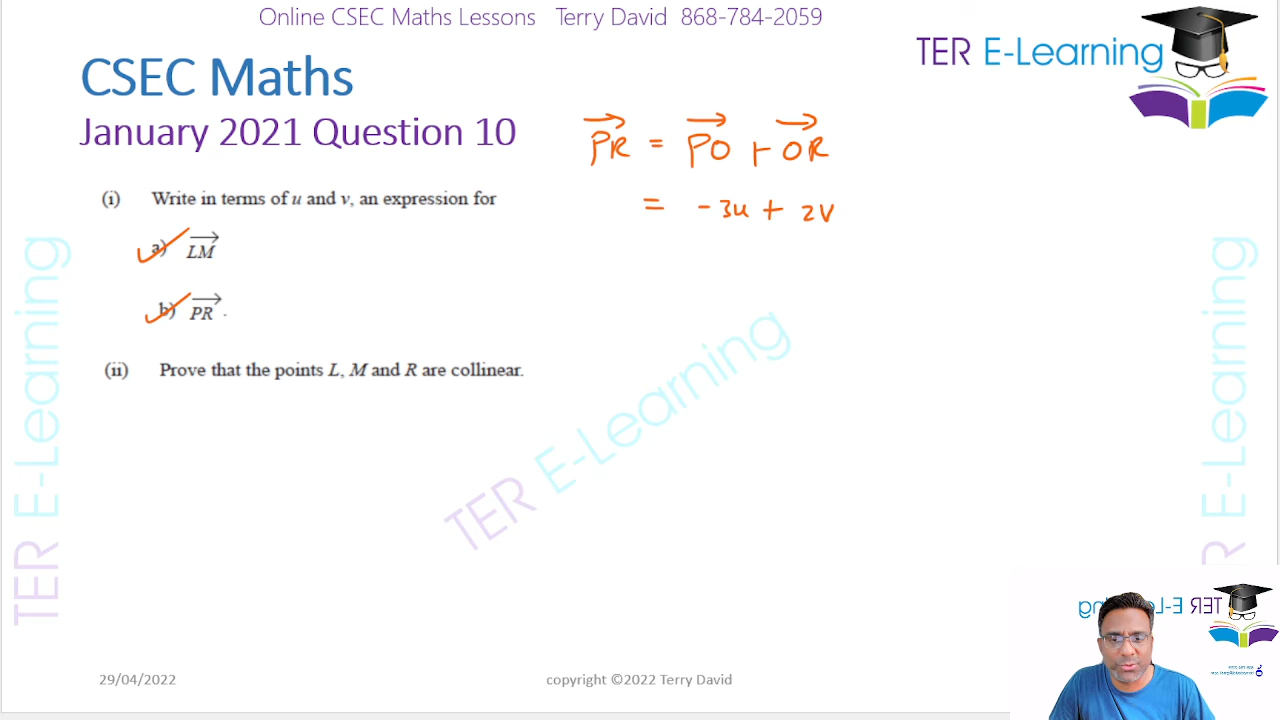 Online CSEC Maths Lessons Terry David 868-784-2059
TER E-Learning
CSEC Maths
January 2021 Question 10
PR = PO + OR
= -3u + 2v
(i) Write in terms of u and v, an expression for
a) LM
b) PR .
(ii) Prove that the points L, M and R are collinear.
TER E-Learning
TER E-Learning
TER E-Learning
TER E-Learning
29/04/2022
copyright ©2022 Terry David